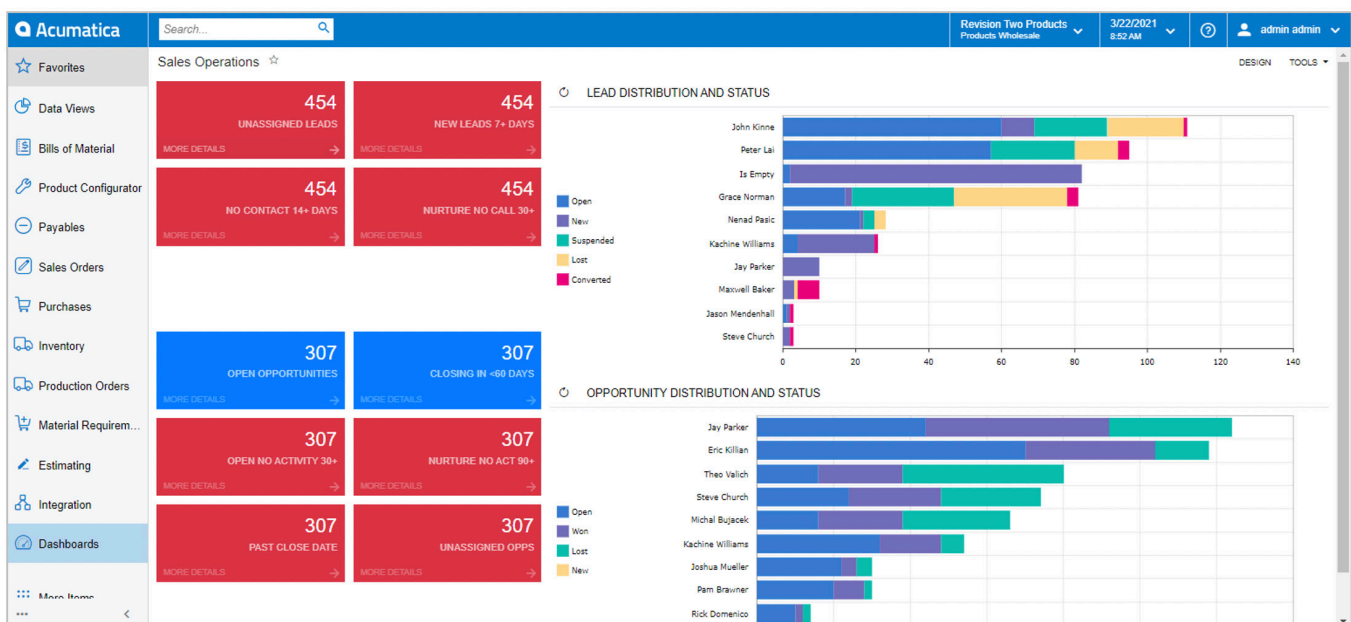 Acumatica
Search...
Revision Two Products
Products Wholesale
3/22/2021
8:52 AM
admin admin
Favorites
Data Views
Bills of Material
Product Configurator
Payables
Sales Orders
Purchases
Inventory
Production Orders
Material Requirem...
Estimating
Integration
Dashboards
More Items
Sales Operations
DESIGN
TOOLS
454
UNASSIGNED LEADS
MORE DETAILS
454
NEW LEADS 7+ DAYS
MORE DETAILS
454
NO CONTACT 14+ DAYS
MORE DETAILS
454
NURTURE NO CALL 30+
MORE DETAILS
307
OPEN OPPORTUNITIES
MORE DETAILS
307
CLOSING IN <60 DAYS
MORE DETAILS
307
OPEN NO ACTIVITY 30+
MORE DETAILS
307
NURTURE NO ACT 90+
MORE DETAILS
307
PAST CLOSE DATE
MORE DETAILS
307
UNASSIGNED OPPS
MORE DETAILS
LEAD DISTRIBUTION AND STATUS
Open
New
Suspended
Lost
Converted
John Kinne
Peter Lai
Is Empty
Grace Norman
Nenad Pasic
Kachine Williams
Jay Parker
Maxwell Baker
Jason Mendenhall
Steve Church
0 20 40 60 80 100 120 140
OPPORTUNITY DISTRIBUTION AND STATUS
Open
Won
Lost
New
Jay Parker
Eric Killian
Theo Valich
Steve Church
Michal Bujacek
Kachine Williams
Joshua Mueller
Pam Brawner
Rick Domenico